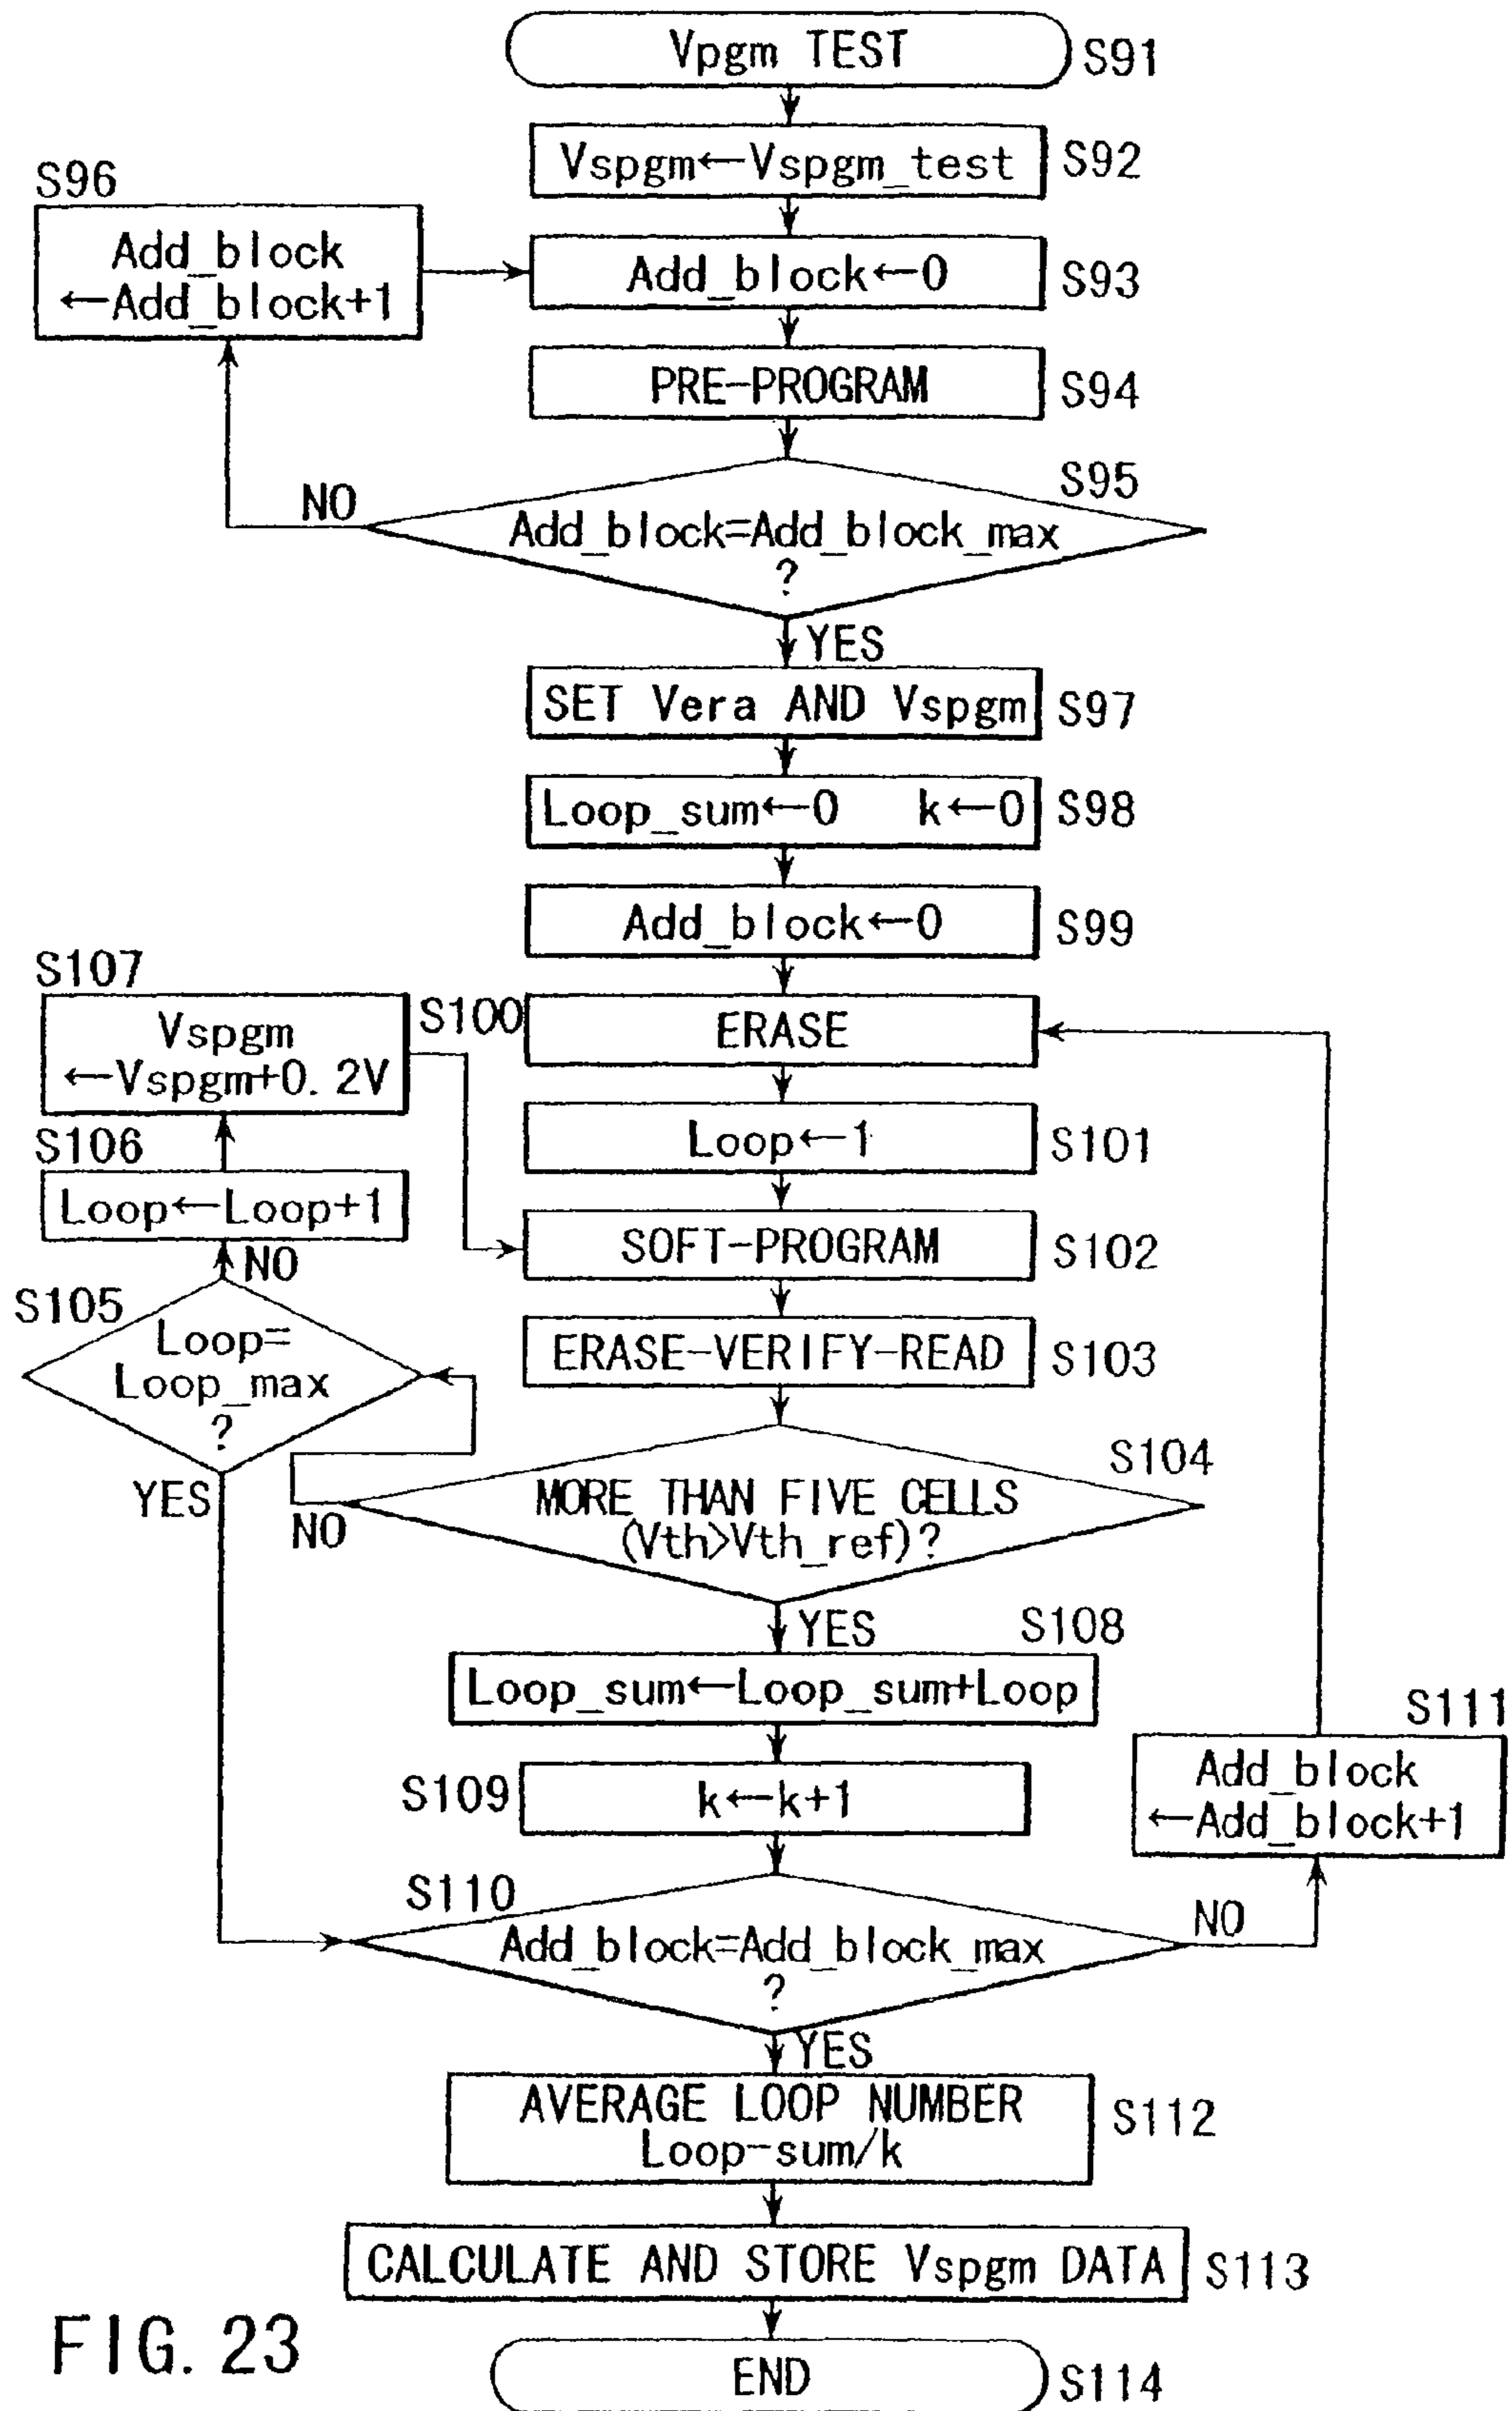 Vpgm TEST
S91
Vspgm←Vspgm_test
S92
S96
Add_block
←Add_block+1
Add_block←0
S93
PRE-PROGRAM
S94
S95
NO
Add_block=Add_block_max
?
YES
SET Vera AND Vspgm
S97
Loop_sum←0 k←0
S98
Add_block←0
S99
S107
Vspgm
←Vspgm+0.2V
S100
ERASE
S106
Loop←Loop+1
Loop←1
S101
NO
SOFT-PROGRAM
S102
S105
Loop=
Loop_max
?
YES
ERASE-VERIFY-READ
S103
S104
MORE THAN FIVE CELLS
(Vth>Vth_ref)?
NO
YES
S108
Loop_sum←Loop_sum+Loop
S111
Add_block
←Add_block+1
S109
k←k+1
S110
NO
Add_block=Add_block_max
?
YES
AVERAGE LOOP NUMBER
Loop-sum/k
S112
CALCULATE AND STORE Vspgm DATA
S113
FIG. 23
END
S114